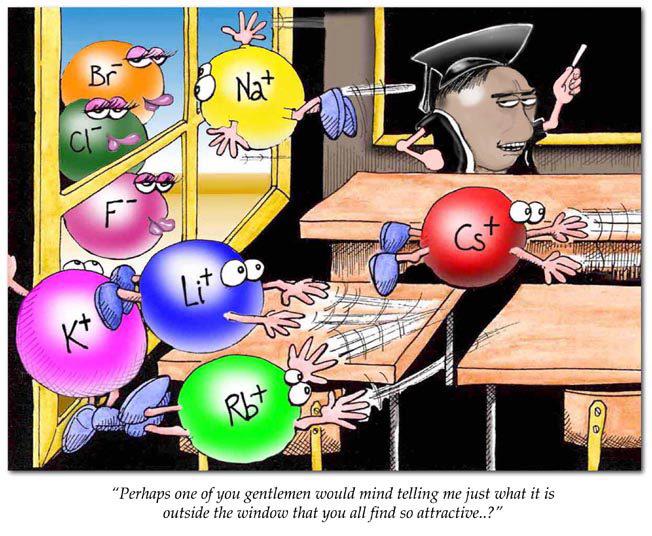 Br⁻
Na⁺
Cl⁻
F⁻
Cs⁺
Li⁺
K⁺
Rb⁺
“Perhaps one of you gentlemen would mind telling me just what it is
outside the window that you all find so attractive..?”